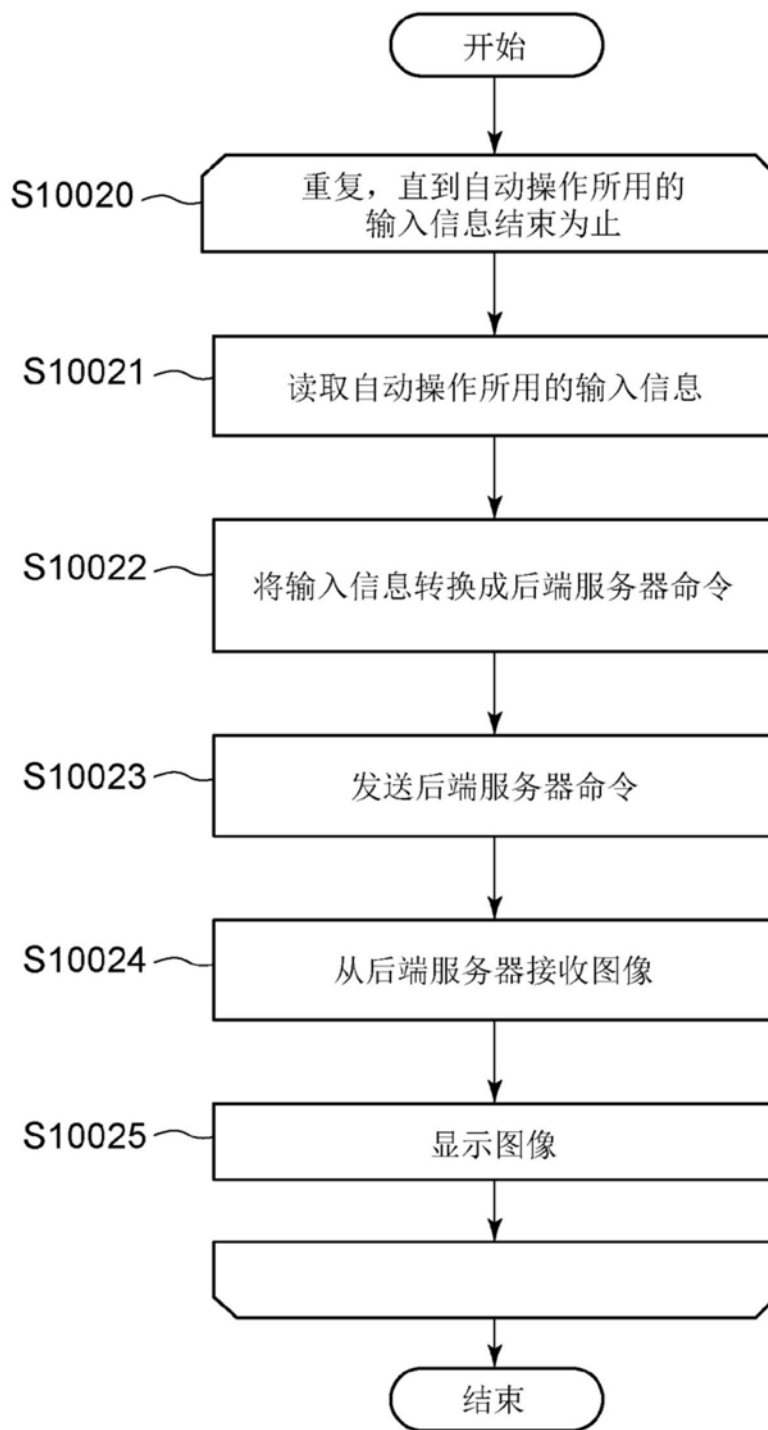 开始
S10020
重复，直到自动操作所用的
输入信息结束为止
S10021
读取自动操作所用的输入信息
S10022
将输入信息转换成后端服务器命令
S10023
发送后端服务器命令
S10024
从后端服务器接收图像
S10025
显示图像
结束